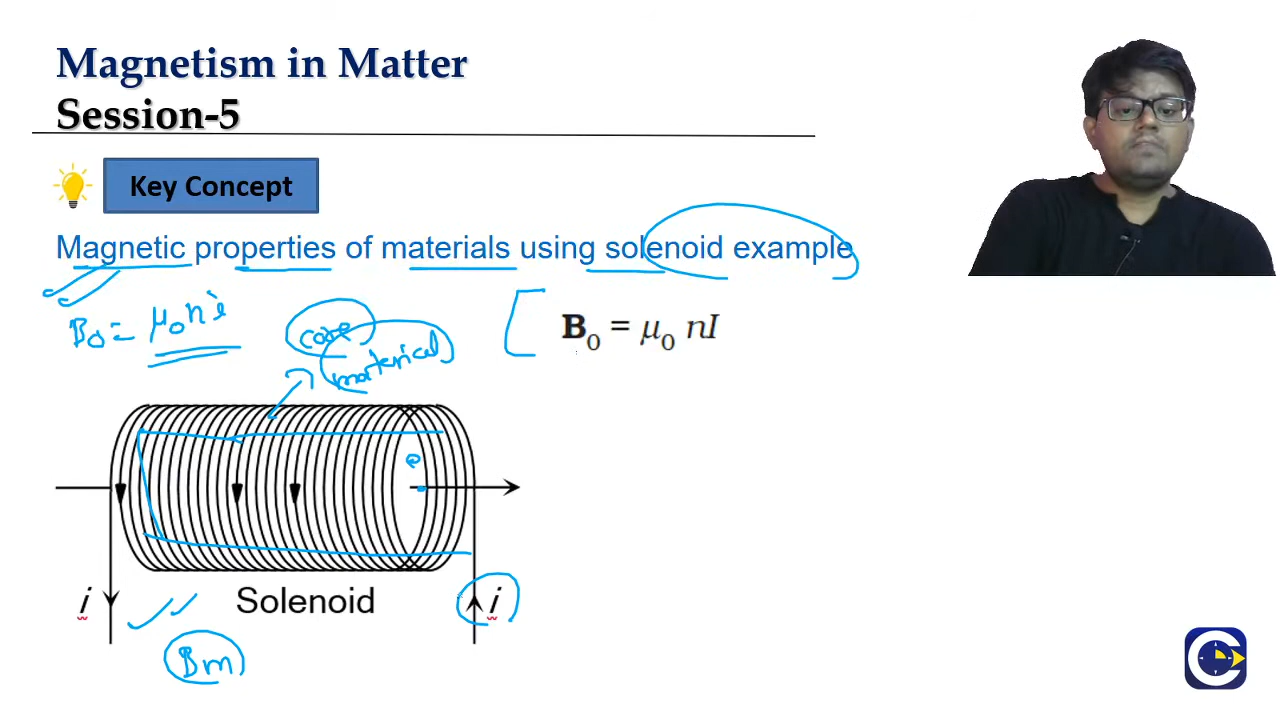 Magnetism in Matter
Session-5
Key Concept
Magnetic properties of materials using solenoid example
B₀ = μ₀ni
core
material
B₀ = μ₀ nI
P
i
Solenoid
i
Bm